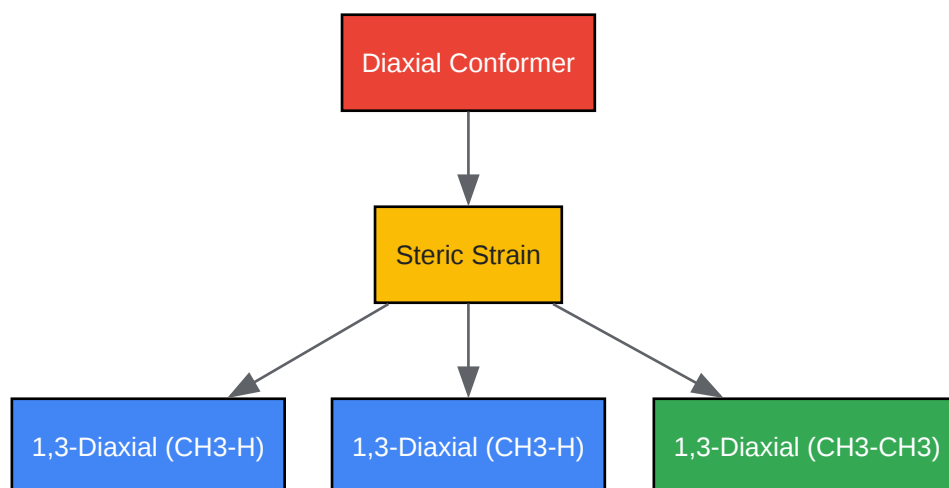 Diaxial Conformer
Steric Strain
1,3-Diaxial (CH3-H)
1,3-Diaxial (CH3-H)
1,3-Diaxial (CH3-CH3)